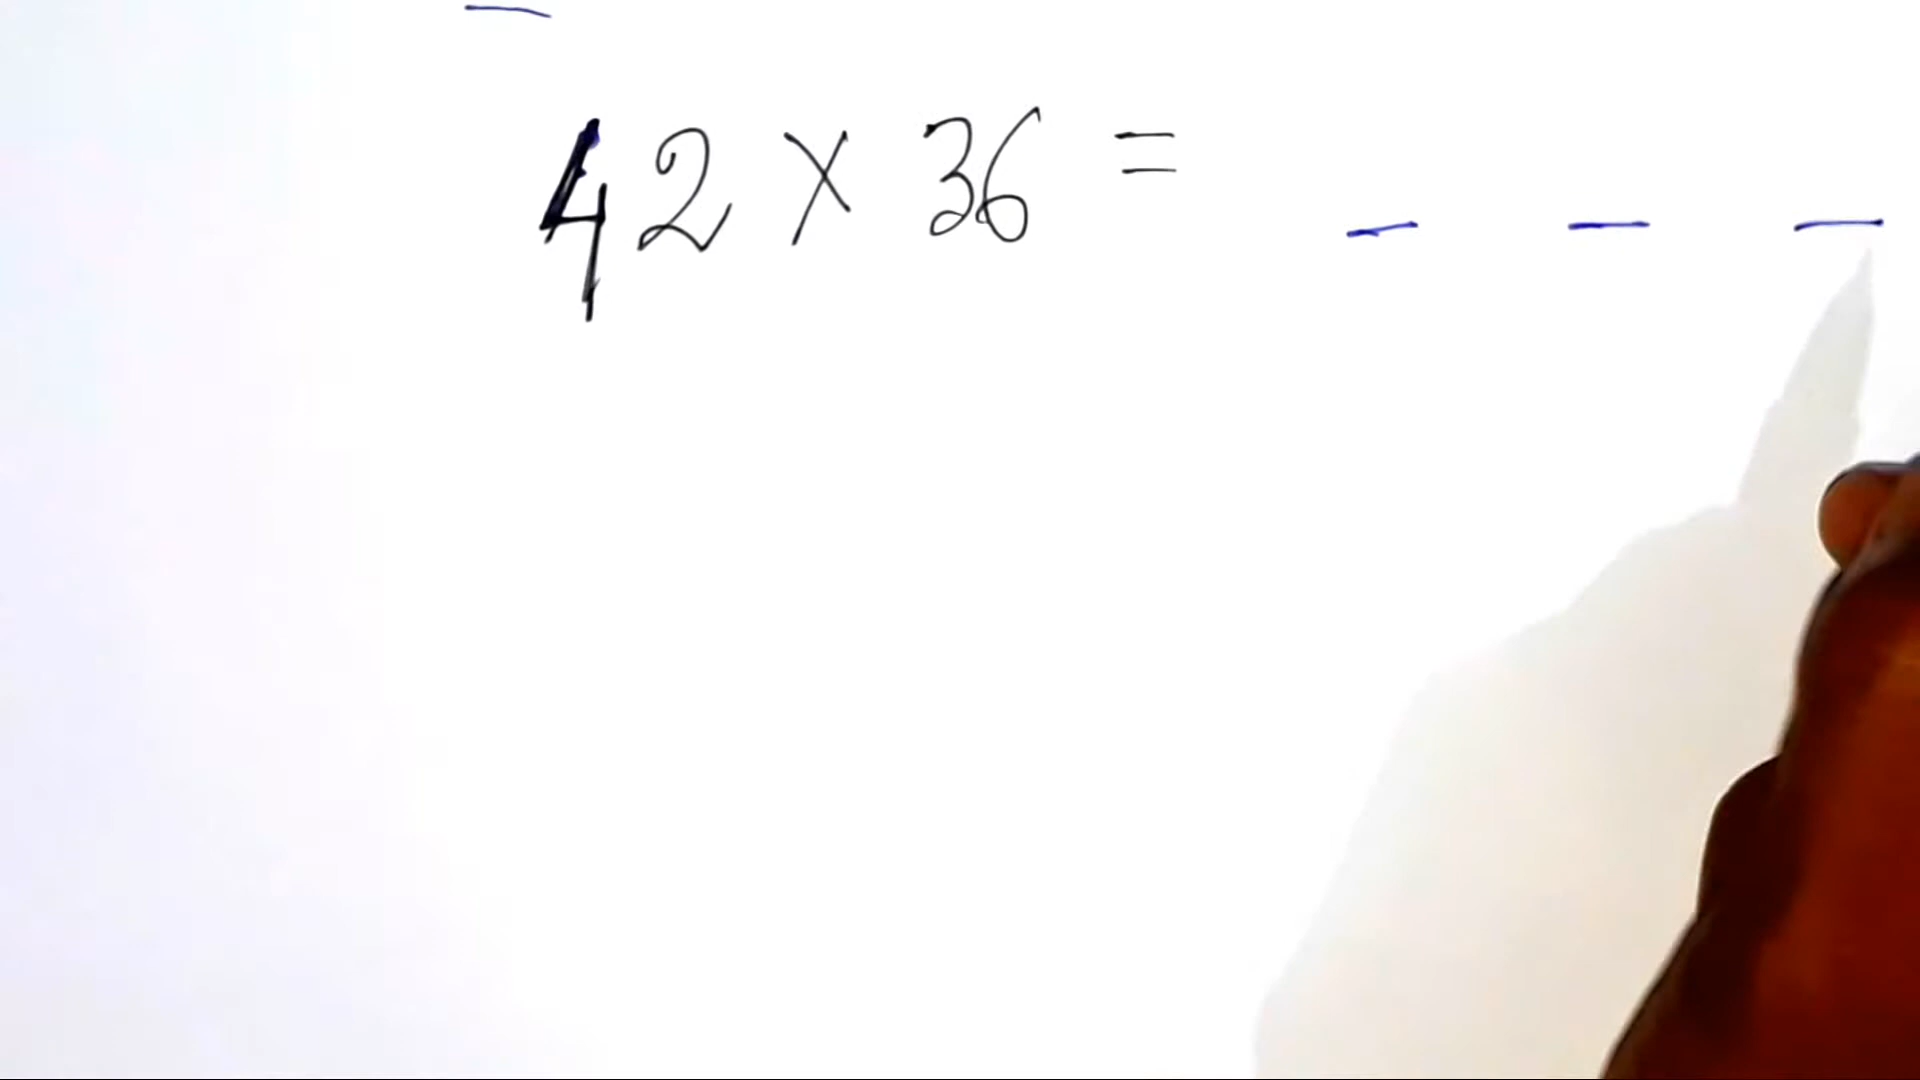 42 × 36 = _ _ _